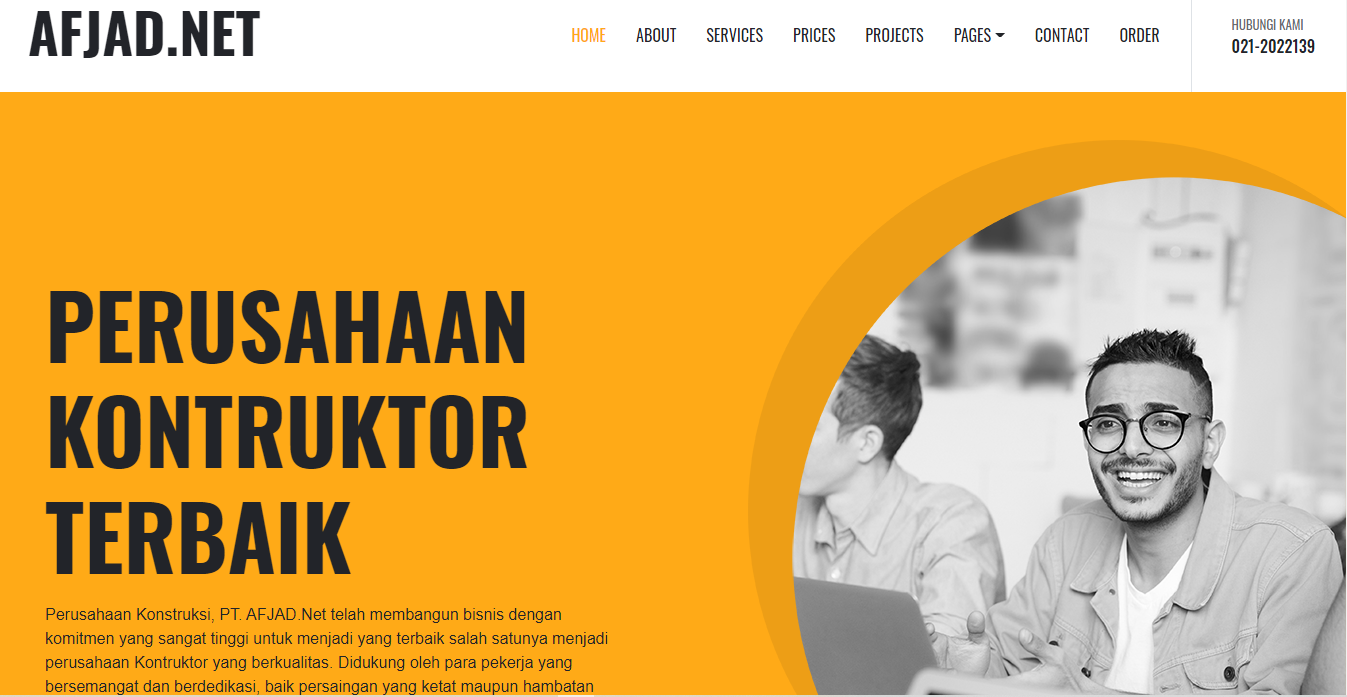 AFJAD.NET
HOME ABOUT SERVICES PRICES PROJECTS PAGES CONTACT ORDER
HUBUNGI KAMI
021-2022139
PERUSAHAAN
KONTRUKTOR
TERBAIK
Perusahaan Konstruksi, PT. AFJAD.Net telah membangun bisnis dengan
komitmen yang sangat tinggi untuk menjadi yang terbaik salah satunya menjadi
perusahaan Kontruktor yang berkualitas. Didukung oleh para pekerja yang
bersemangat dan berdedikasi, baik persaingan yang ketat maupun hambatan